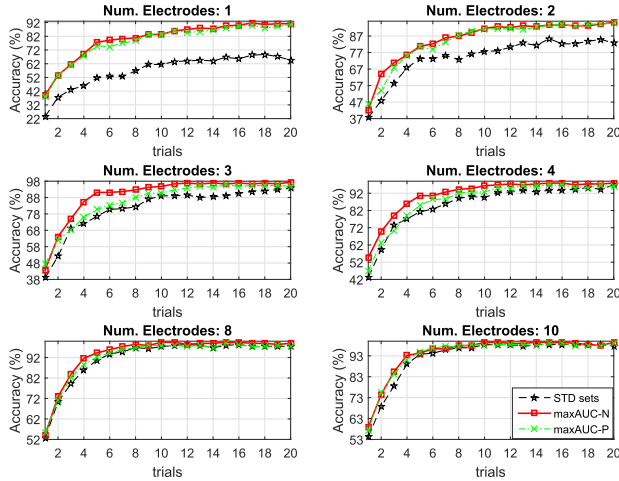 Num. Electrodes: 1
Accuracy (%)
92
82
72
62
52
42
32
22
2 4 6 8 10 12 14 16 18 20
trials
Num. Electrodes: 2
Accuracy (%)
87
77
67
57
47
37
2 4 6 8 10 12 14 16 18 20
trials
Num. Electrodes: 3
Accuracy (%)
98
88
78
68
58
48
38
2 4 6 8 10 12 14 16 18 20
trials
Num. Electrodes: 4
Accuracy (%)
92
82
72
62
52
42
2 4 6 8 10 12 14 16 18 20
trials
Num. Electrodes: 8
Accuracy (%)
92
82
72
62
52
2 4 6 8 10 12 14 16 18 20
trials
Num. Electrodes: 10
Accuracy (%)
93
83
73
63
53
2 4 6 8 10 12 14 16 18 20
trials
STD sets
maxAUC-N
maxAUC-P